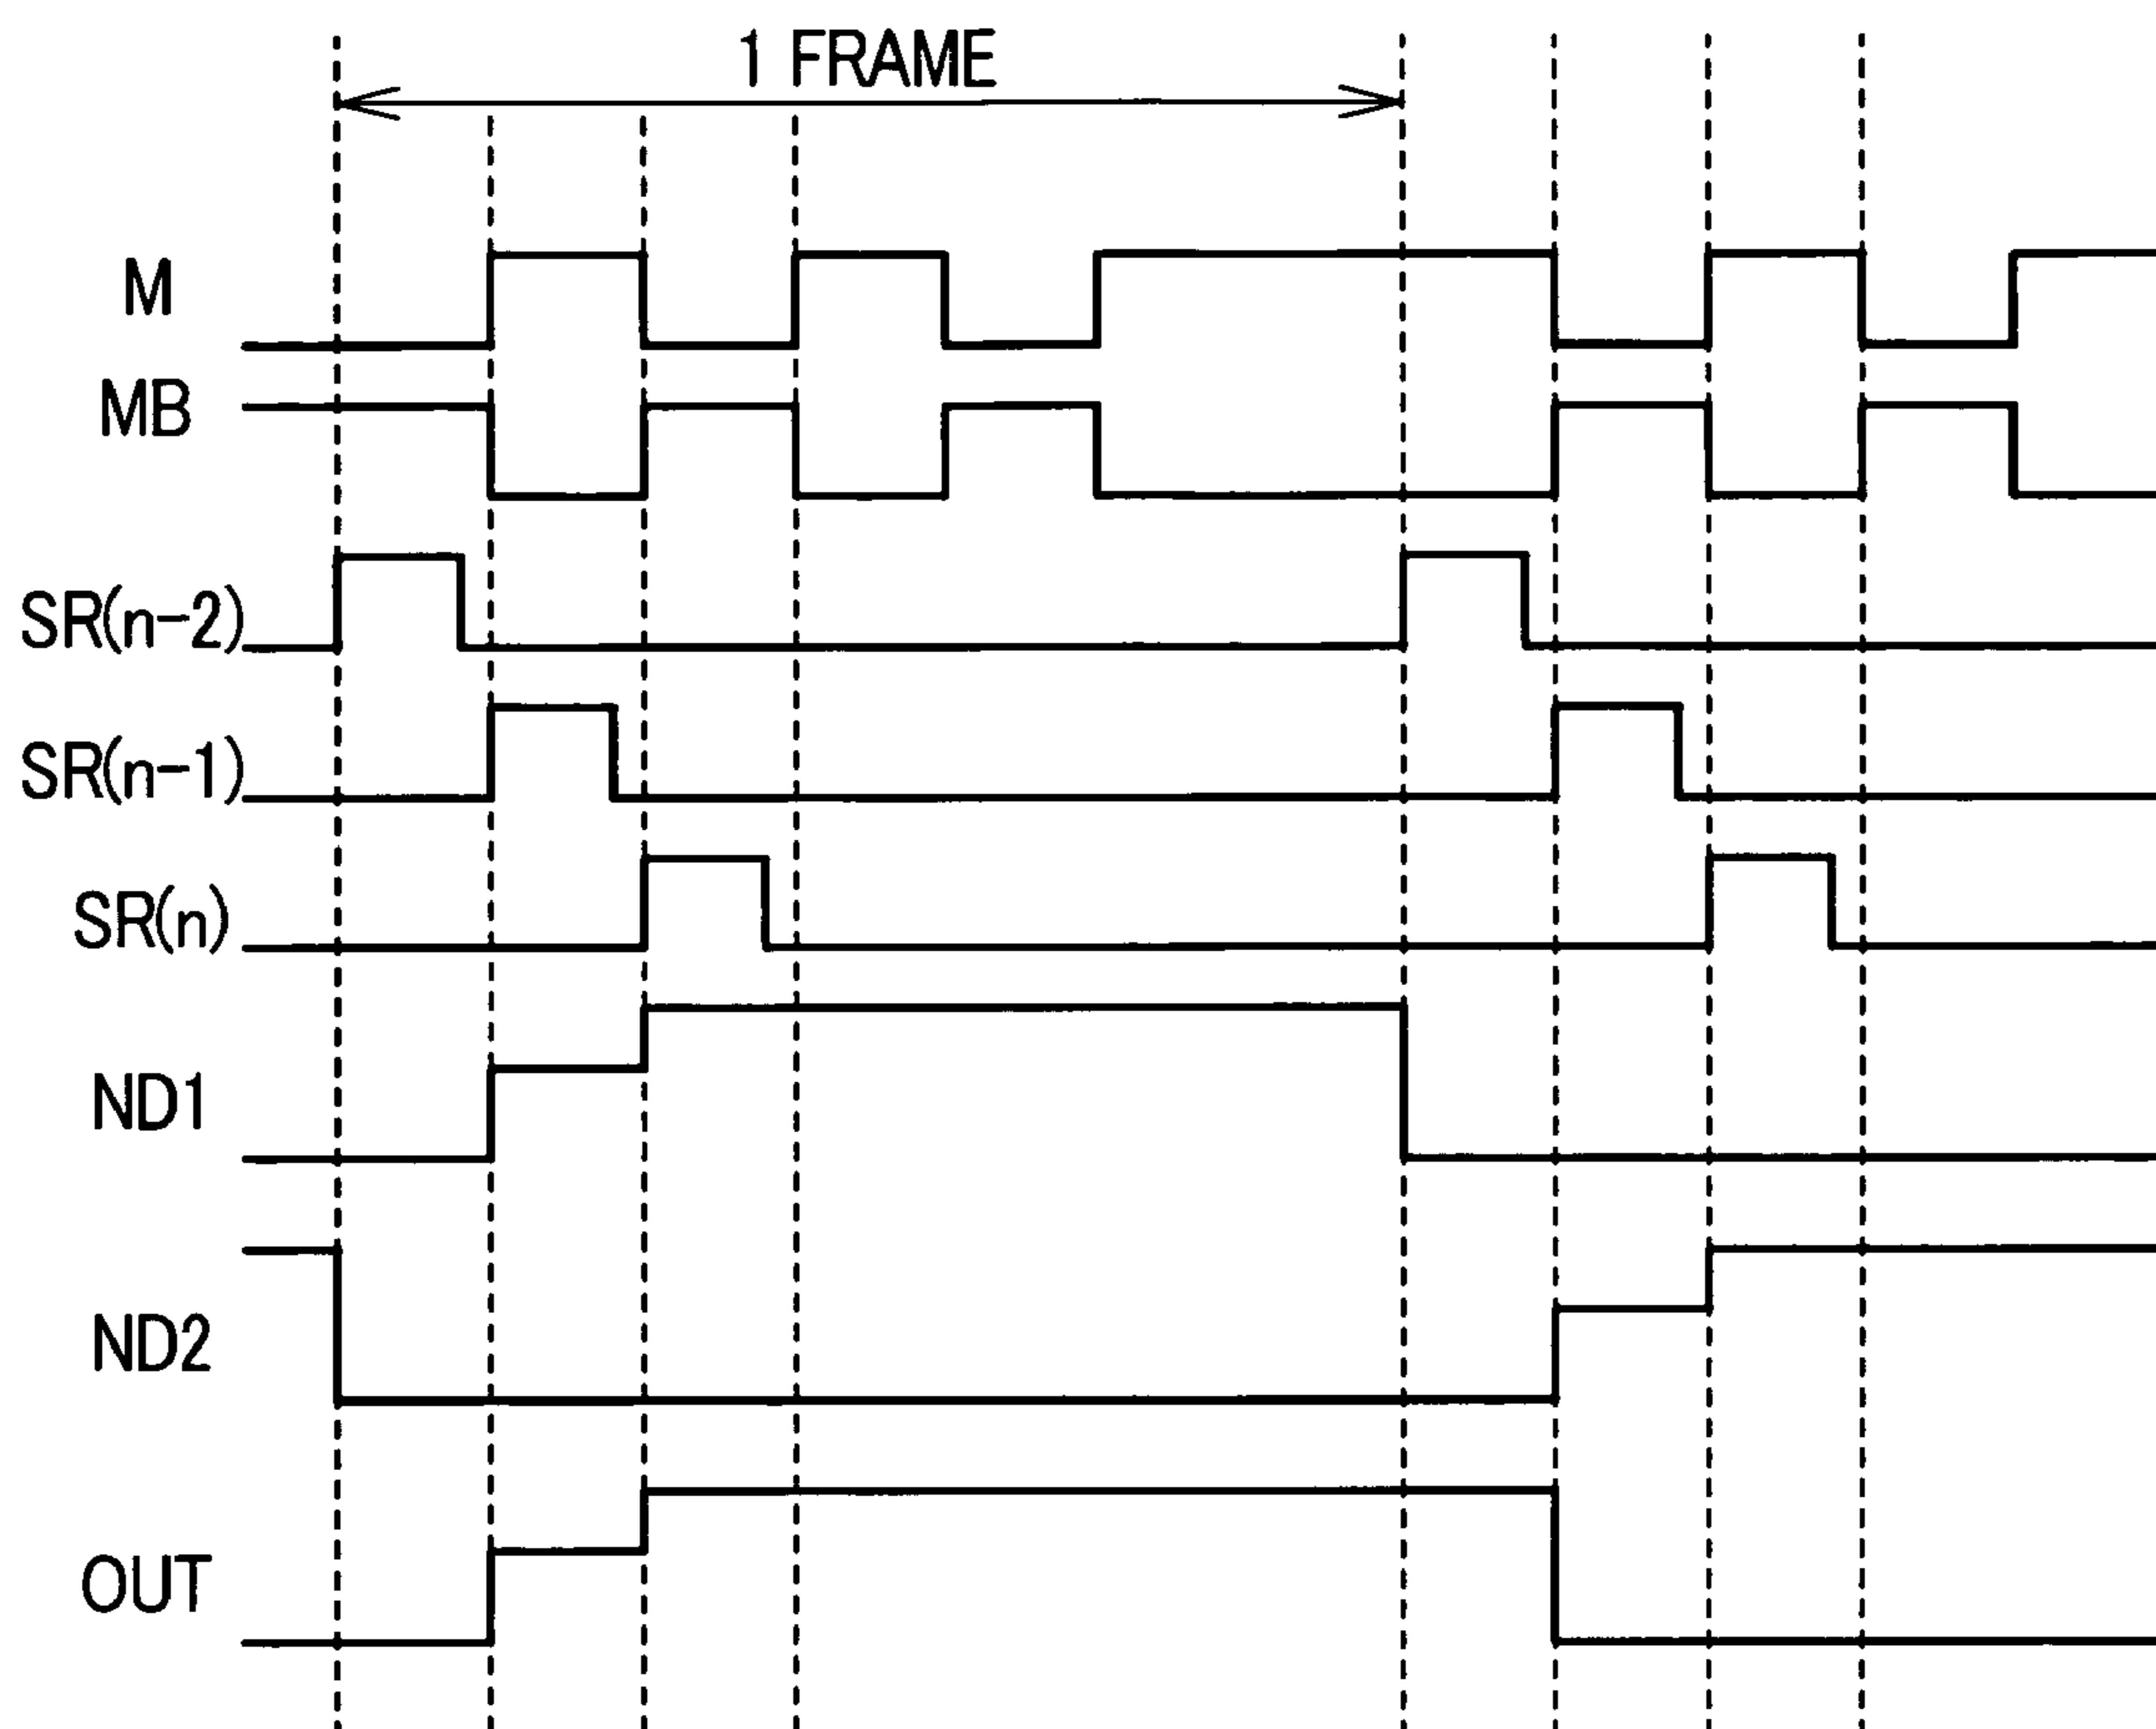 1 FRAME
M
MB
SR(n-2)
SR(n-1)
SR(n)
ND1
ND2
OUT